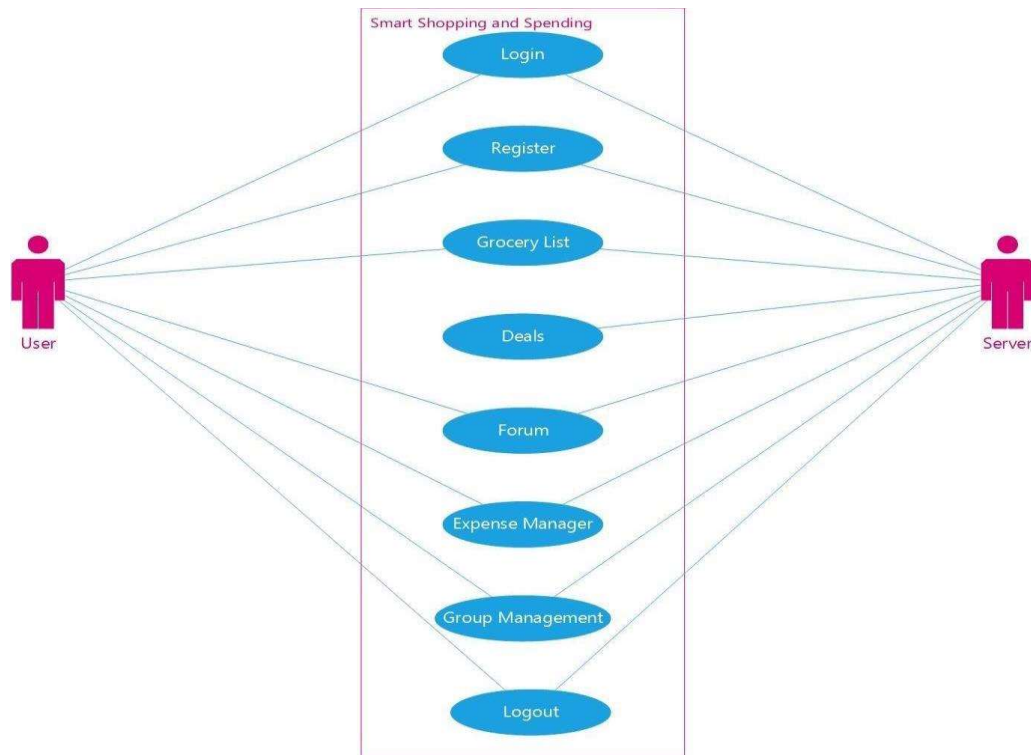 Smart Shopping and Spending
Login
Register
Grocery List
Deals
Forum
Expense Manager
Group Management
Logout
User
Server